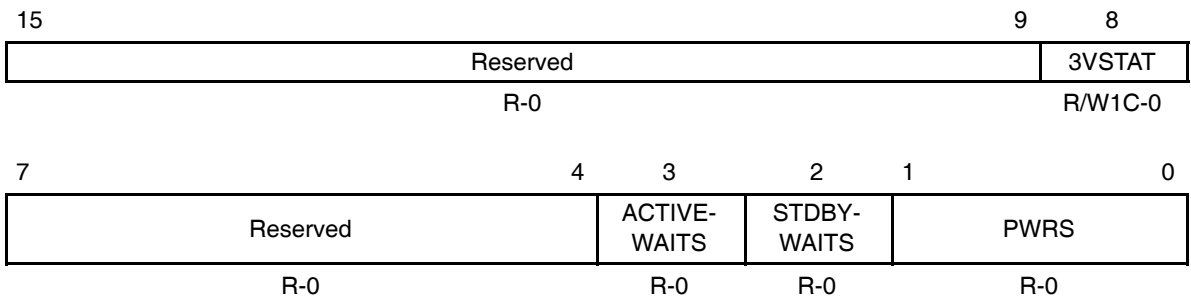 15 9 8
Reserved 3VSTAT
R-0 R/W1C-0
7 4 3 2 1 0
Reserved ACTIVE-WAITS STDBY-WAITS PWRS
R-0 R-0 R-0 R-0